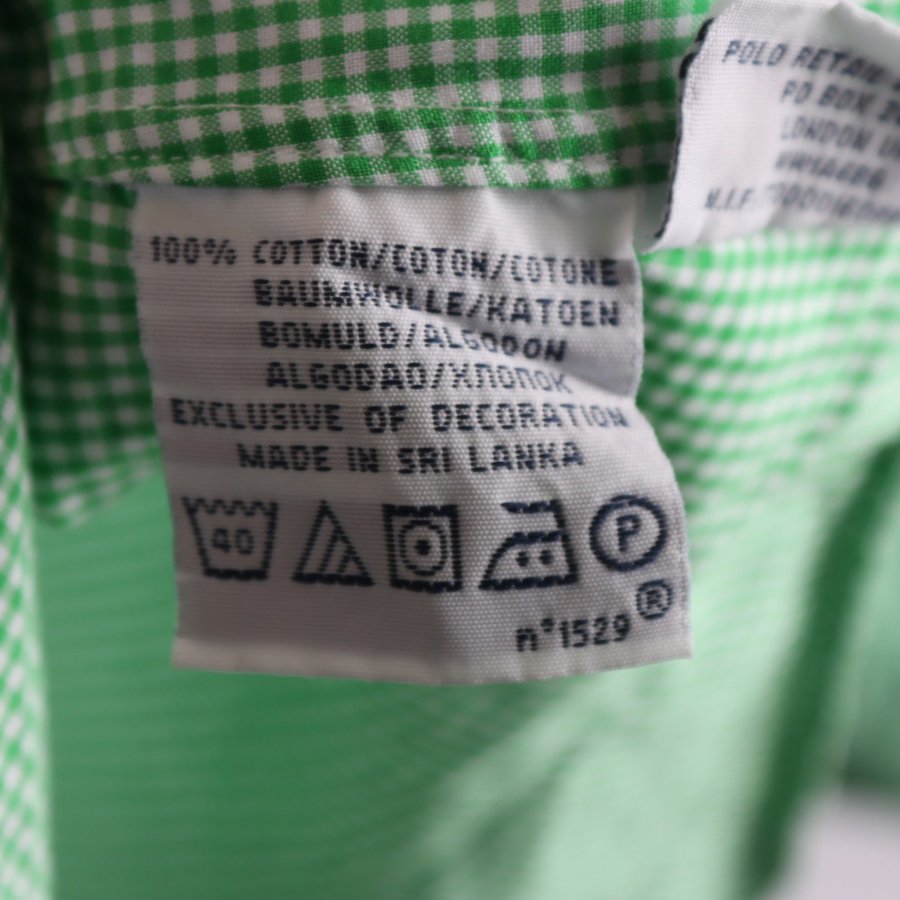 100% COTTON/COTON/COTONE
BAUMWOLLE/KATOEN
BOMULD/ALGODON
ALGODAO/ХЛОПОК
EXCLUSIVE OF DECORATION
MADE IN SRI LANKA
40
P
n°1529®
POLO RETAIL
PO BOX
LONDON
N.I.F.